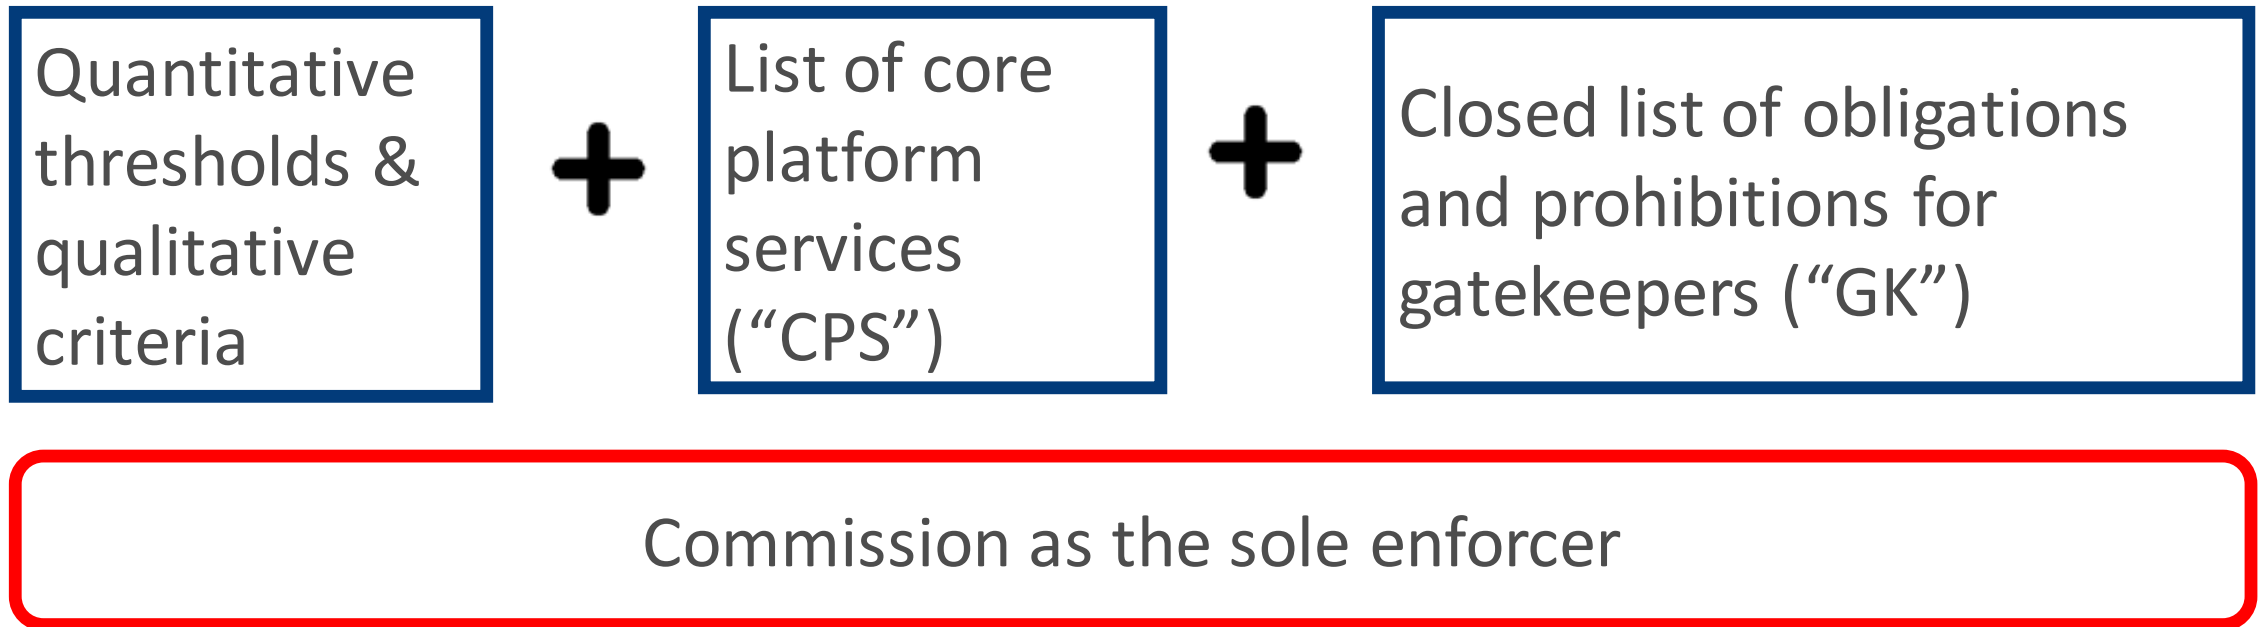 Quantitative
thresholds &
qualitative
criteria
List of core
platform
services
(“CPS”)
Closed list of obligations
and prohibitions for
gatekeepers (“GK”)
Commission as the sole enforcer